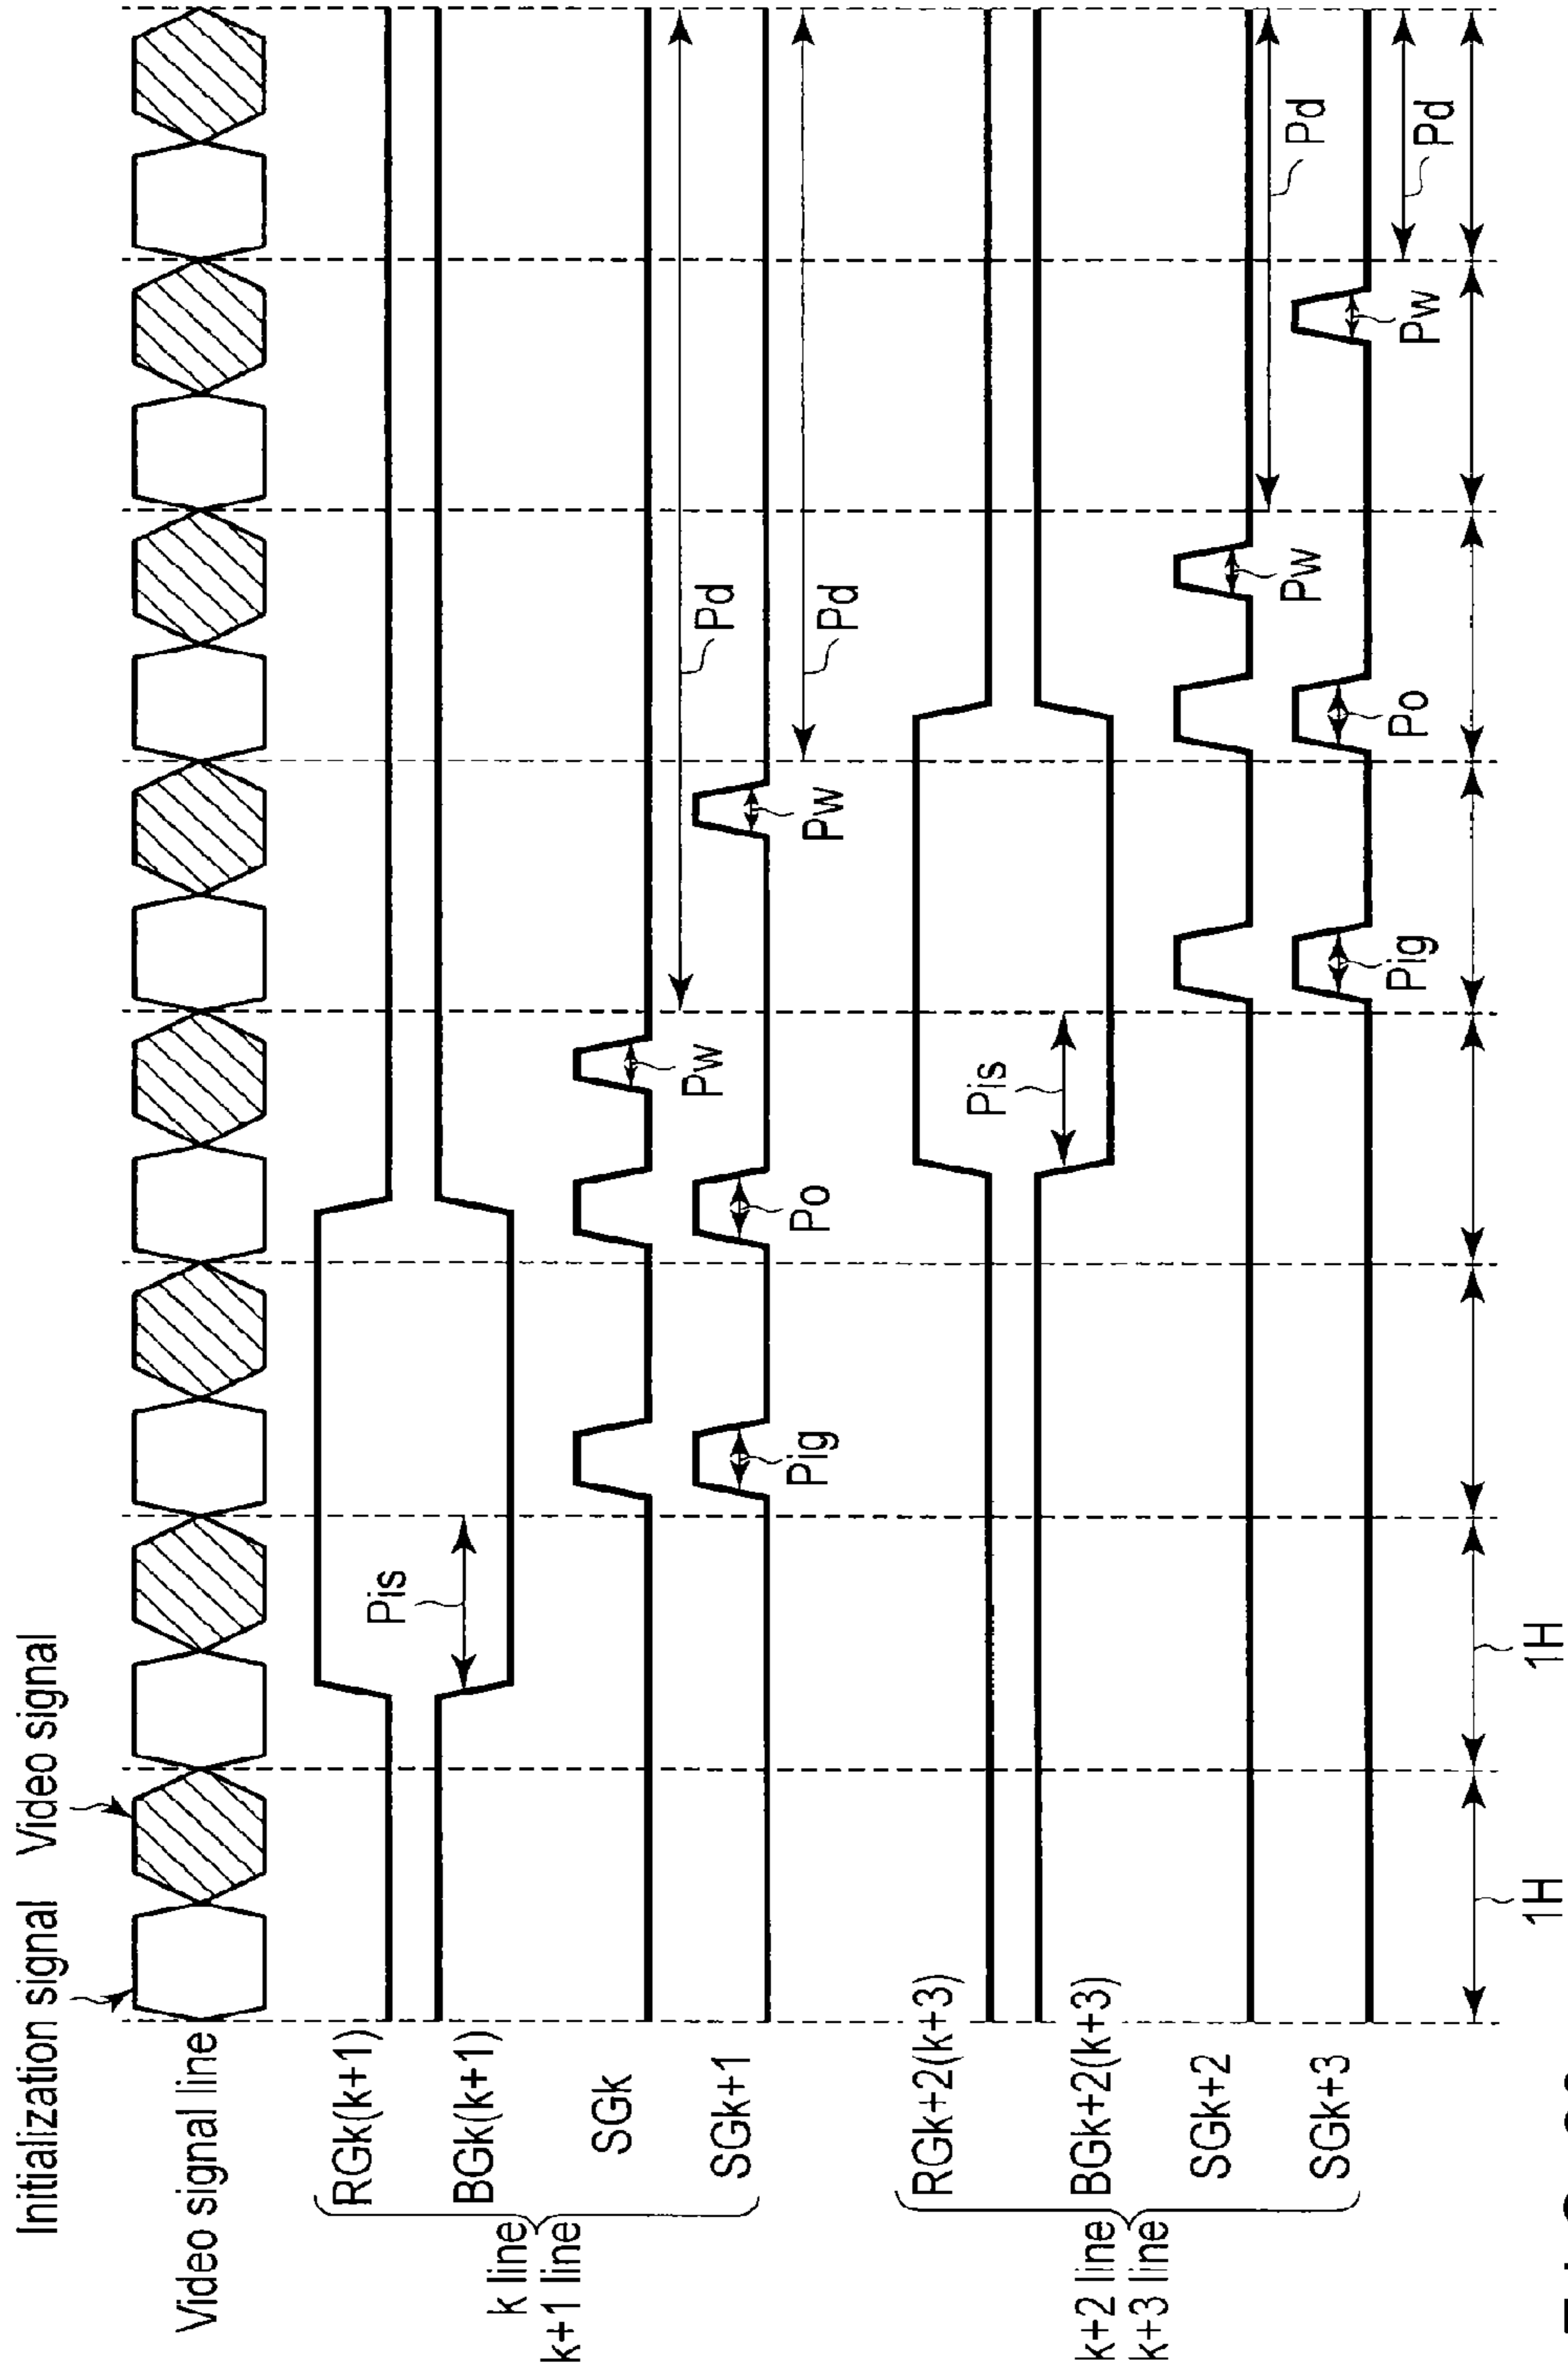 Initialization signal Video signal
Video signal line
RGk(k+1)
BGk(k+1)
Pis
SGk
Pw
Pd
SGk+1
Pig
Po
Pw
Pd
k line
k+1 line
RGk+2(k+3)
BGk+2(k+3)
Pis
SGk+2
Pw
Pd
SGk+3
Pig
Po
Pw
Pd
k+2 line
k+3 line
1H
1H